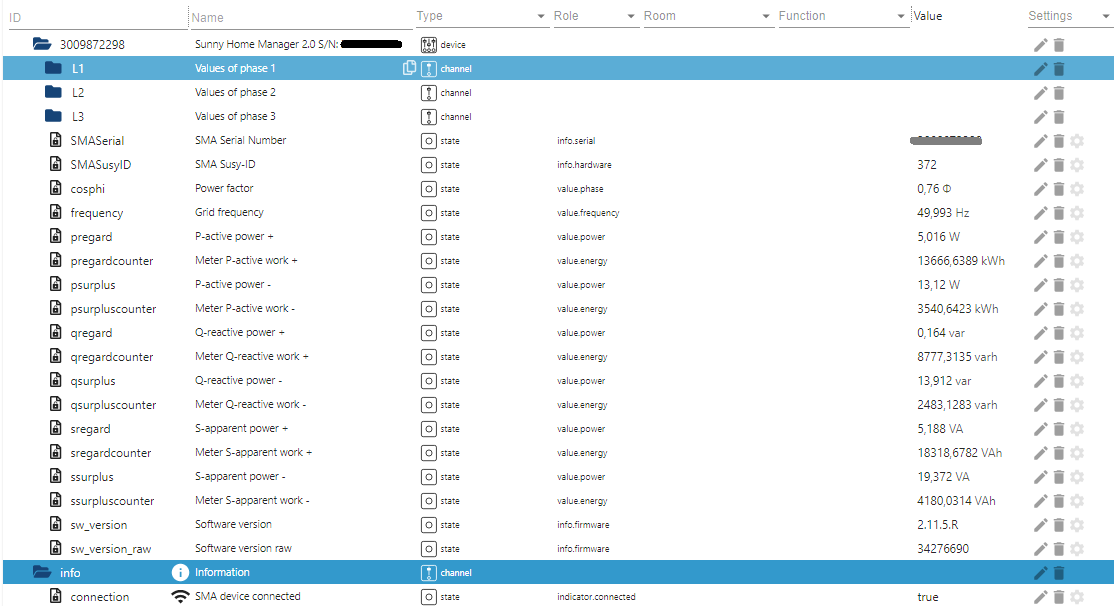 ID Name Type Role Room Function Value Settings
3009872298 Sunny Home Manager 2.0 S/N: device
L1 Values of phase 1 channel
L2 Values of phase 2 channel
L3 Values of phase 3 channel
SMASerial SMA Serial Number state info.serial
SMASusyID SMA Susy-ID state info.hardware 372
cosphi Power factor state value.phase 0,76 Φ
frequency Grid frequency state value.frequency 49,993 Hz
pregard P-active power + state value.power 5,016 W
pregardcounter Meter P-active work + state value.energy 13666,6389 kWh
psurplus P-active power - state value.power 13,12 W
psurpluscounter Meter P-active work - state value.energy 3540,6423 kWh
qregard Q-reactive power + state value.power 0,164 var
qregardcounter Meter Q-reactive work + state value.energy 8777,3135 varh
qsurplus Q-reactive power - state value.power 13,912 var
qsurpluscounter Meter Q-reactive work - state value.energy 2483,1283 varh
sregard S-apparent power + state value.power 5,188 VA
sregardcounter Meter S-apparent work + state value.energy 18318,6782 VAh
ssurplus S-apparent power - state value.power 19,372 VA
ssurpluscounter Meter S-apparent work - state value.energy 4180,0314 VAh
sw_version Software version state info.firmware 2.11.5.R
sw_version_raw Software version raw state info.firmware 34276690
info Information channel
connection SMA device connected state indicator.connected true